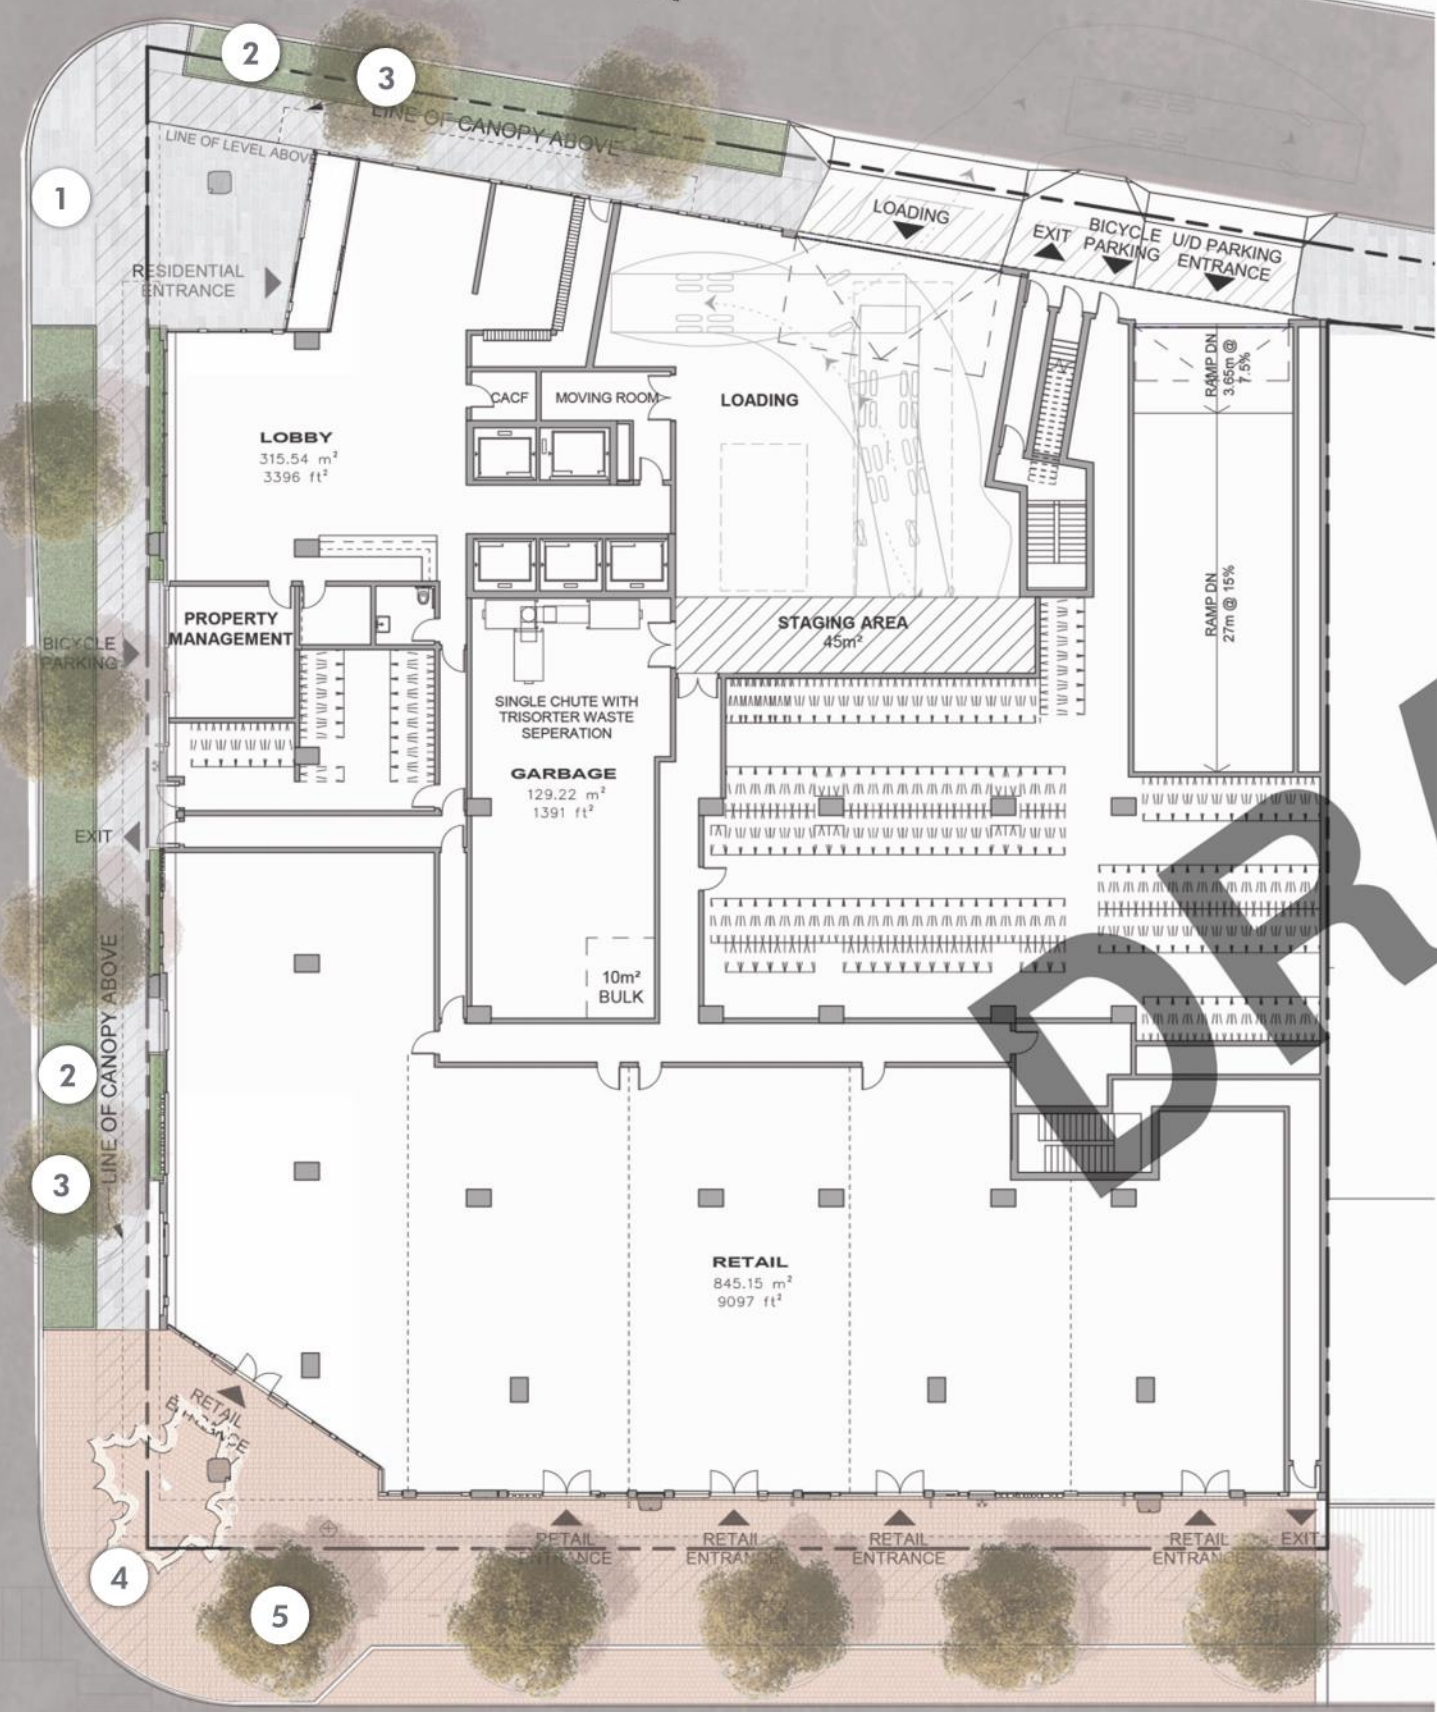 2
3
LINE OF CANOPY ABOVE
LINE OF LEVEL ABOVE
1
LOADING
EXIT
BICYCLE
PARKING
U/D PARKING
ENTRANCE
RESIDENTIAL
ENTRANCE
RAMP DN
3.65m @
7.5%
CACF
MOVING ROOM
LOADING
LOBBY
315.54 m²
3396 ft²
RAMP DN
27m @ 15%
PROPERTY
MANAGEMENT
STAGING AREA
45m²
BICYCLE
PARKING
SINGLE CHUTE WITH
TRISORTER WASTE
SEPERATION
GARBAGE
129.22 m²
1391 ft²
EXIT
10m²
BULK
LINE OF CANOPY ABOVE
2
3
RETAIL
845.15 m²
9097 ft²
RETAIL
ENTRANCE
RETAIL
ENTRANCE
RETAIL
ENTRANCE
RETAIL
ENTRANCE
RETAIL
ENTRANCE
EXIT
4
5
DR